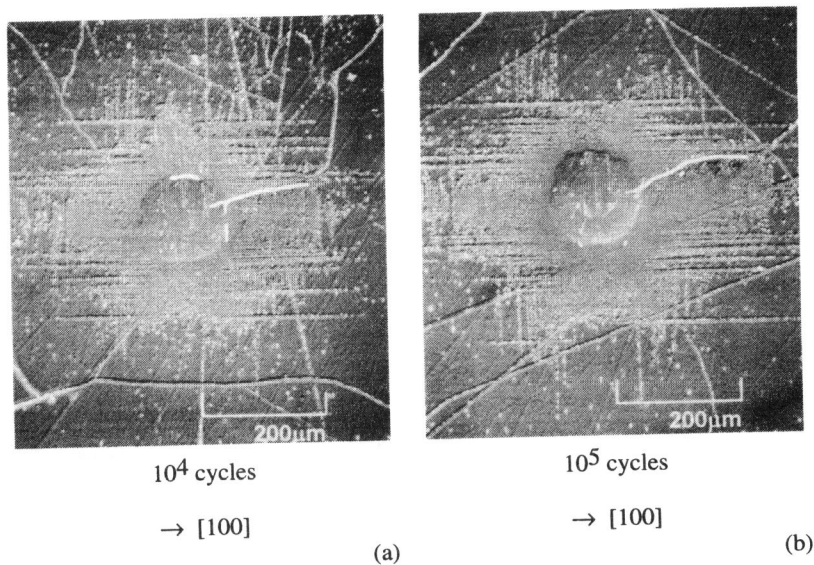 200μm
10⁴ cycles
→ [100]
(a)
200μm
10⁵ cycles
→ [100]
(b)